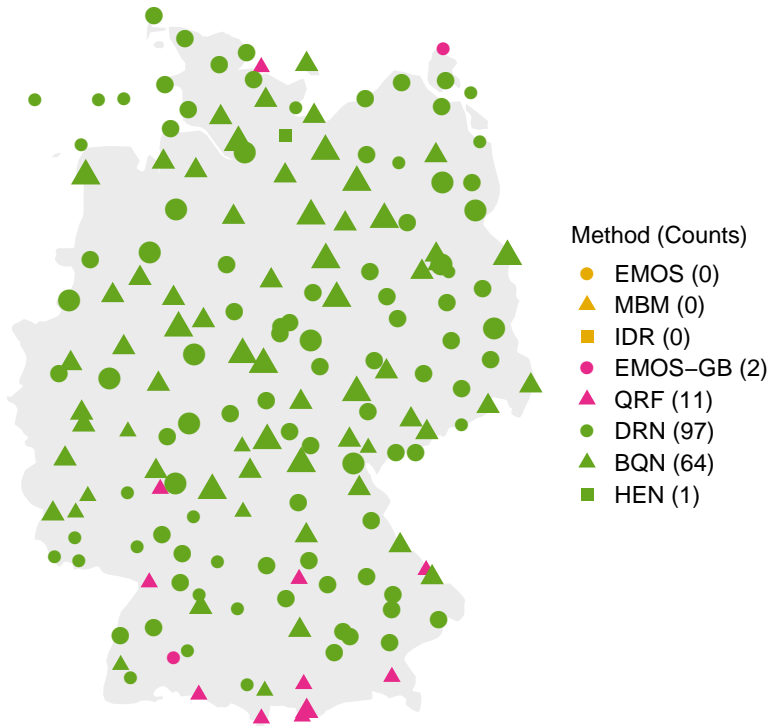 Method (Counts)
EMOS (0)
MBM (0)
IDR (0)
EMOS−GB (2)
QRF (11)
DRN (97)
BQN (64)
HEN (1)